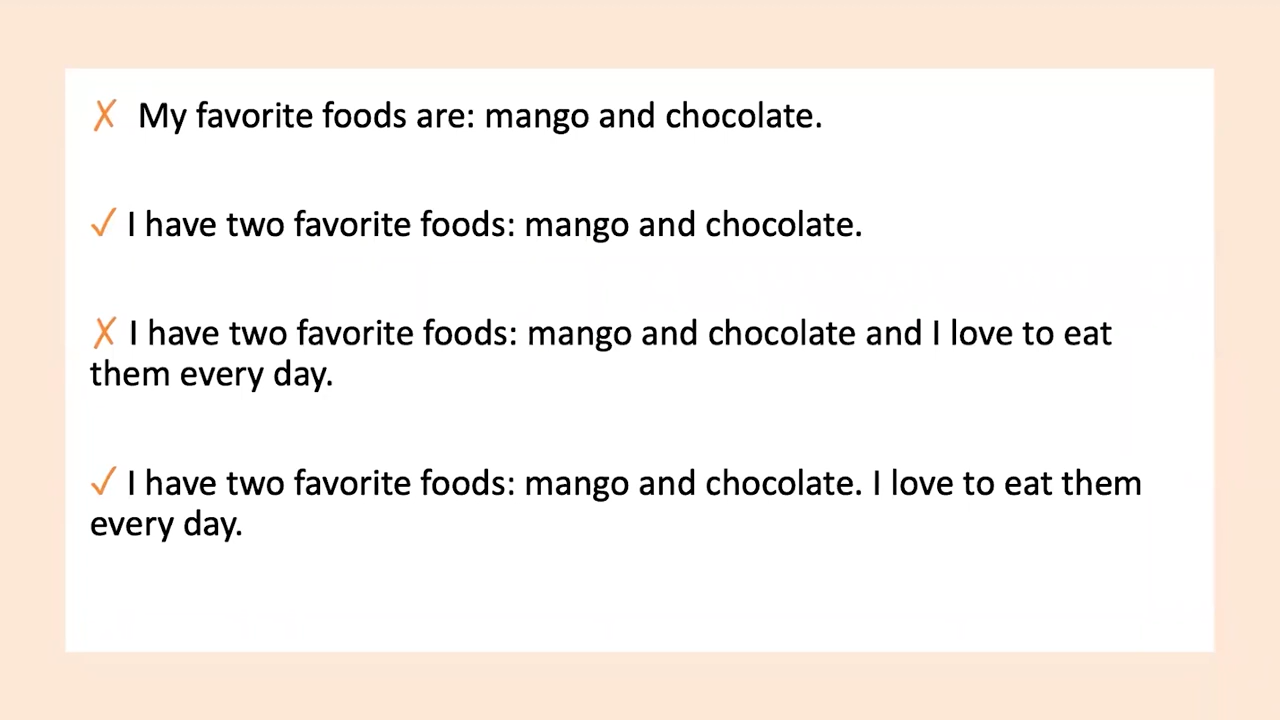 ✗ My favorite foods are: mango and chocolate.
✓ I have two favorite foods: mango and chocolate.
✗ I have two favorite foods: mango and chocolate and I love to eat
them every day.
✓ I have two favorite foods: mango and chocolate. I love to eat them
every day.